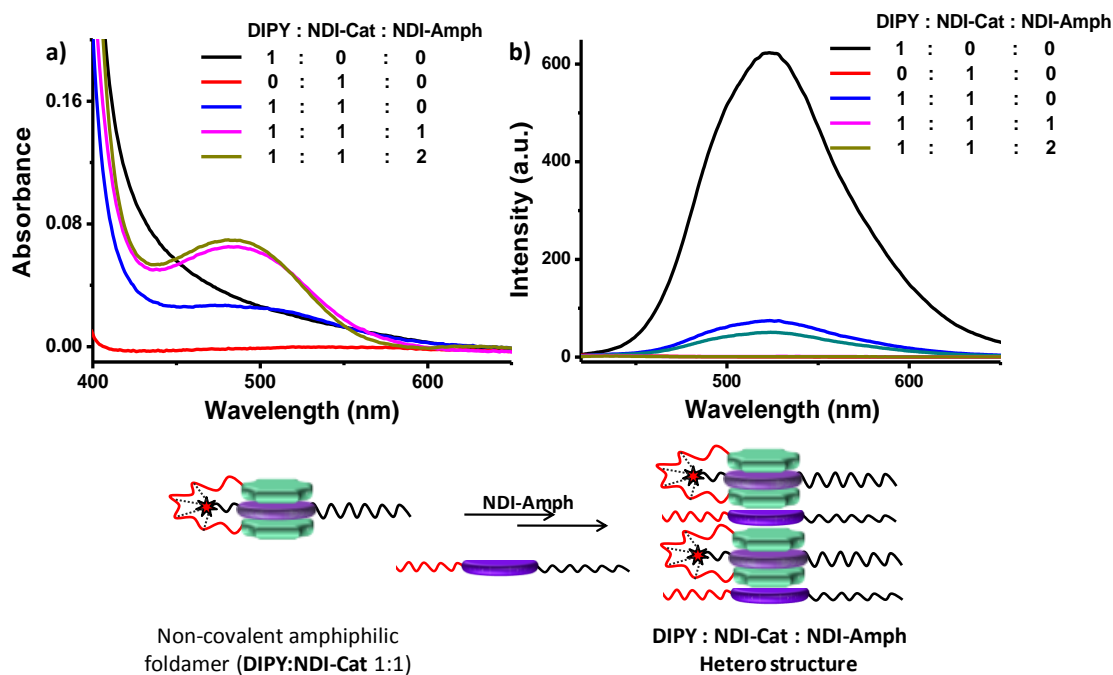 a)
DIPY : NDI-Cat : NDI-Amph
1 : 0 : 0
0 : 1 : 0
1 : 1 : 0
1 : 1 : 1
1 : 1 : 2
Absorbance
0.16
0.08
0.00
400 500 600
Wavelength (nm)
b)
DIPY : NDI-Cat : NDI-Amph
1 : 0 : 0
0 : 1 : 0
1 : 1 : 0
1 : 1 : 1
1 : 1 : 2
Intensity (a.u.)
600
400
200
0
500 600
Wavelength (nm)
NDI-Amph
Non-covalent amphiphilic
foldamer (DIPY:NDI-Cat 1:1)
DIPY : NDI-Cat : NDI-Amph
Hetero structure